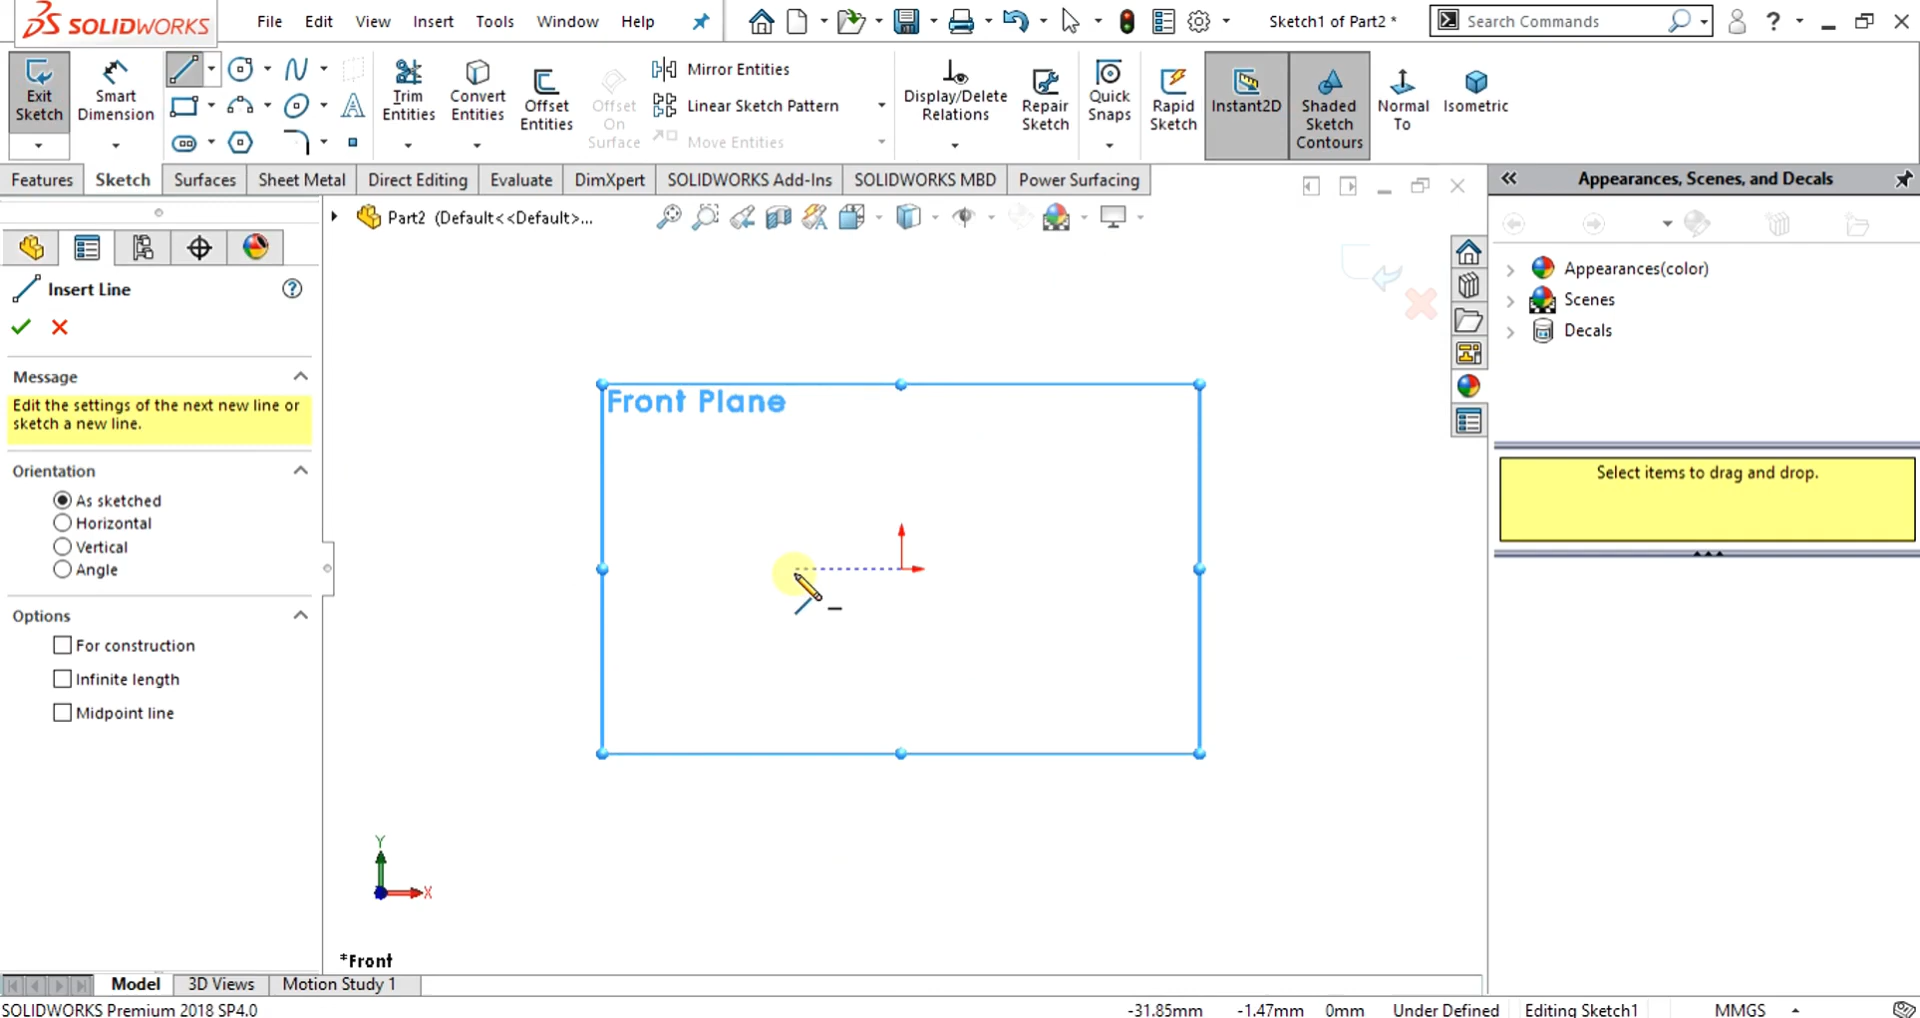 SOLIDWORKS
File Edit View Insert Tools Window Help
Sketch1 of Part2 *
Search Commands
?
Exit Sketch
Smart Dimension
Trim Entities
Convert Entities
Offset Entities
Offset On Surface
Mirror Entities
Linear Sketch Pattern
Move Entities
Display/Delete Relations
Repair Sketch
Quick Snaps
Rapid Sketch
Instant2D
Shaded Sketch Contours
Normal To
Isometric
Features Sketch Surfaces Sheet Metal Direct Editing Evaluate DimXpert SOLIDWORKS Add-Ins SOLIDWORKS MBD Power Surfacing
Appearances, Scenes, and Decals
Part2 (Default<<Default>...
Insert Line
?
Message
Edit the settings of the next new line or
sketch a new line.
Orientation
As sketched
Horizontal
Vertical
Angle
Options
For construction
Infinite length
Midpoint line
Front Plane
Y
X
*Front
Appearances(color)
Scenes
Decals
Select items to drag and drop.
Model 3D Views Motion Study 1
SOLIDWORKS Premium 2018 SP4.0
-31.85mm -1.47mm 0mm Under Defined Editing Sketch1 MMGS